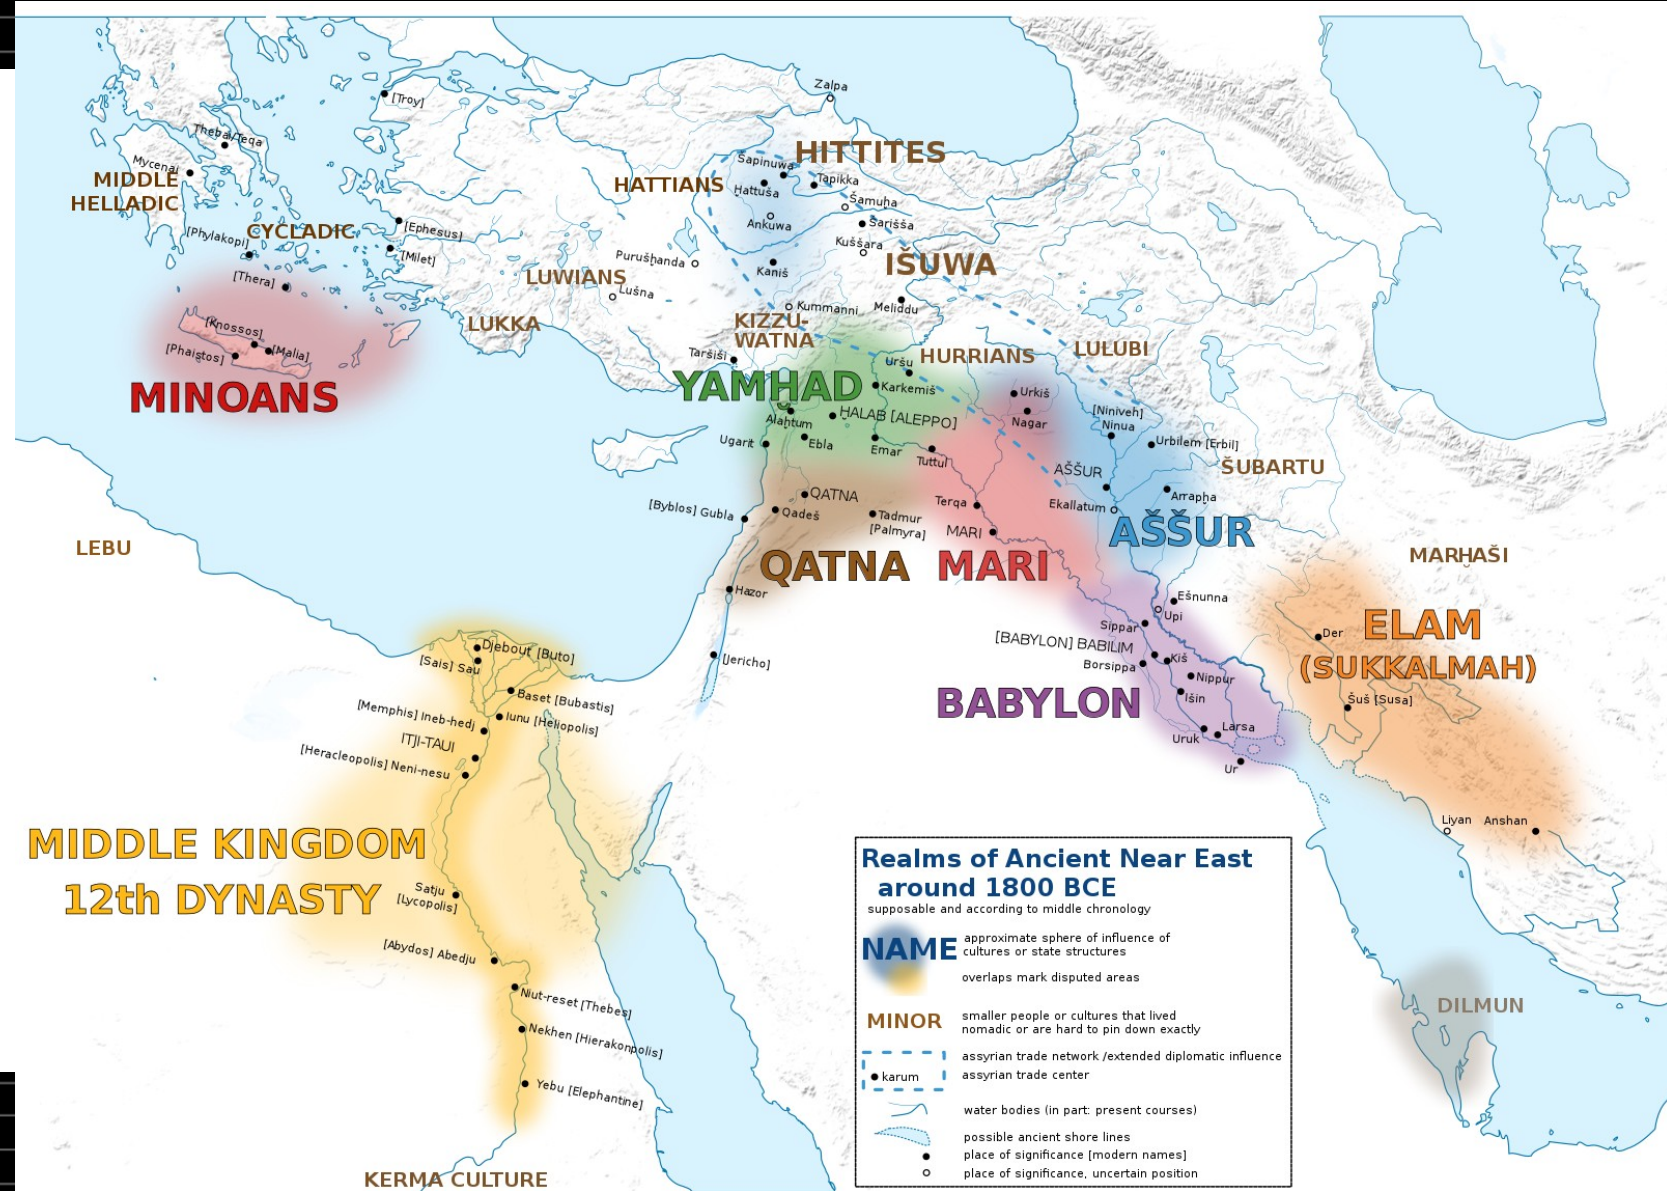 Zalpa
[Troy]
Thebai/Teqa
Mycenai
MIDDLE
HELLADIC
CYCLADIC
[Phylakopi]
[Thera]
[Ephesus]
[Milet]
HATTIANS
HITTITES
Šapinuwa
Ḫattuša
Tapikka
Šamuḫa
Ankuwa
Šarišša
Kuššara
IŠUWA
Purušḫanda
Kaniš
LUWIANS
Lušna
Kummanni
Meliddu
LUKKA
KIZZU-
WATNA
[Knossos]
[Malia]
[Phaistos]
MINOANS
Taršiši
HURRIANS
LULUBI
Uršu
Karkemiš
YAMḪAD
Urkiš
Nagar
[Niniveh]
Ninua
Urbilem [Erbil]
Alaḫtum
ḪALAB [ALEPPO]
Ugarit
Ebla
Emar
Tuttul
ŠUBARTU
AŠŠUR
Ekallatum
Arrapḫa
AŠŠUR
QATNA
Qadeš
Tadmur
[Palmyra]
[Byblos] Gubla
Terqa
MARI
QATNA
MARI
LEBU
MARḪAŠI
Hazor
[Jericho]
Ešnunna
Upi
Sippar
[BABYLON] BABILIM
Kiš
Borsippa
Nippur
Išin
BABYLON
Larsa
Uruk
Ur
Der
ELAM
(SUKKALMAH)
Šuš [Susa]
Liyan
Anshan
Djebout [Buto]
[Sais] Sau
Baset [Bubastis]
[Memphis] Ineb-hedj
Iunu [Heliopolis]
ITJI-TAUI
[Heracleopolis] Neni-nesu
MIDDLE KINGDOM
12th DYNASTY
Satju
[Lycopolis]
[Abydos] Abedju
Niut-reset [Thebes]
Nekhen [Hierakonpolis]
Yebu [Elephantine]
KERMA CULTURE
DILMUN
Realms of Ancient Near East
around 1800 BCE
supposable and according to middle chronology
NAME
approximate sphere of influence of
cultures or state structures
overlaps mark disputed areas
MINOR
smaller people or cultures that lived
nomadic or are hard to pin down exactly
assyrian trade network /extended diplomatic influence
karum
assyrian trade center
water bodies (in part: present courses)
possible ancient shore lines
place of significance [modern names]
place of significance, uncertain position